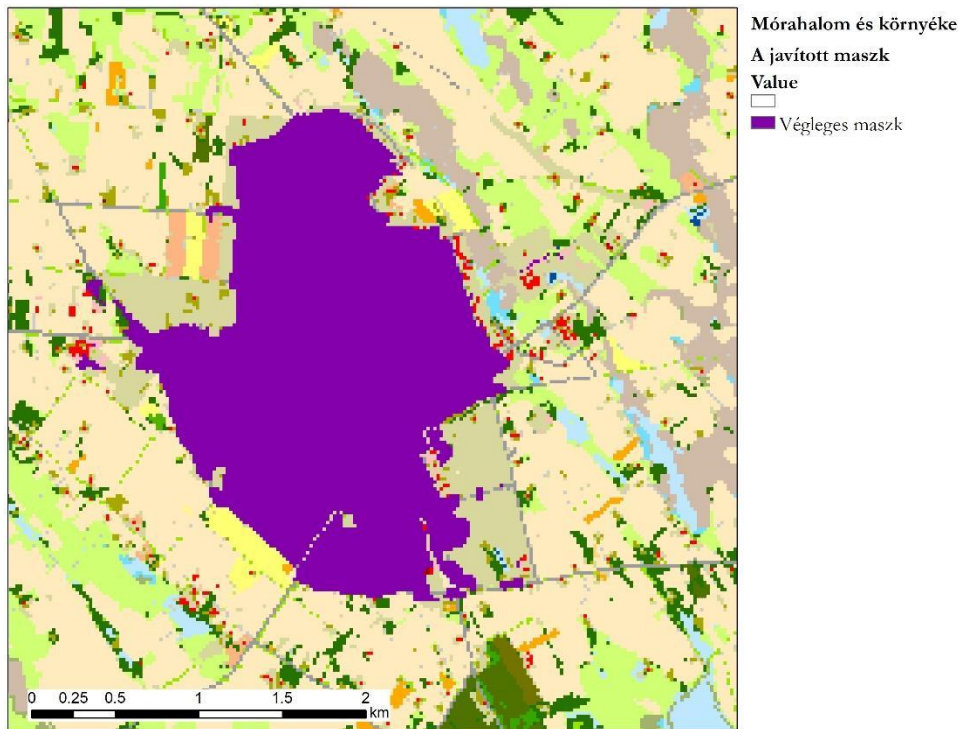 Mórahalom és környéke
A javított maszk
Value
Végleges maszk
0 0.25 0.5 1 1.5 2
km